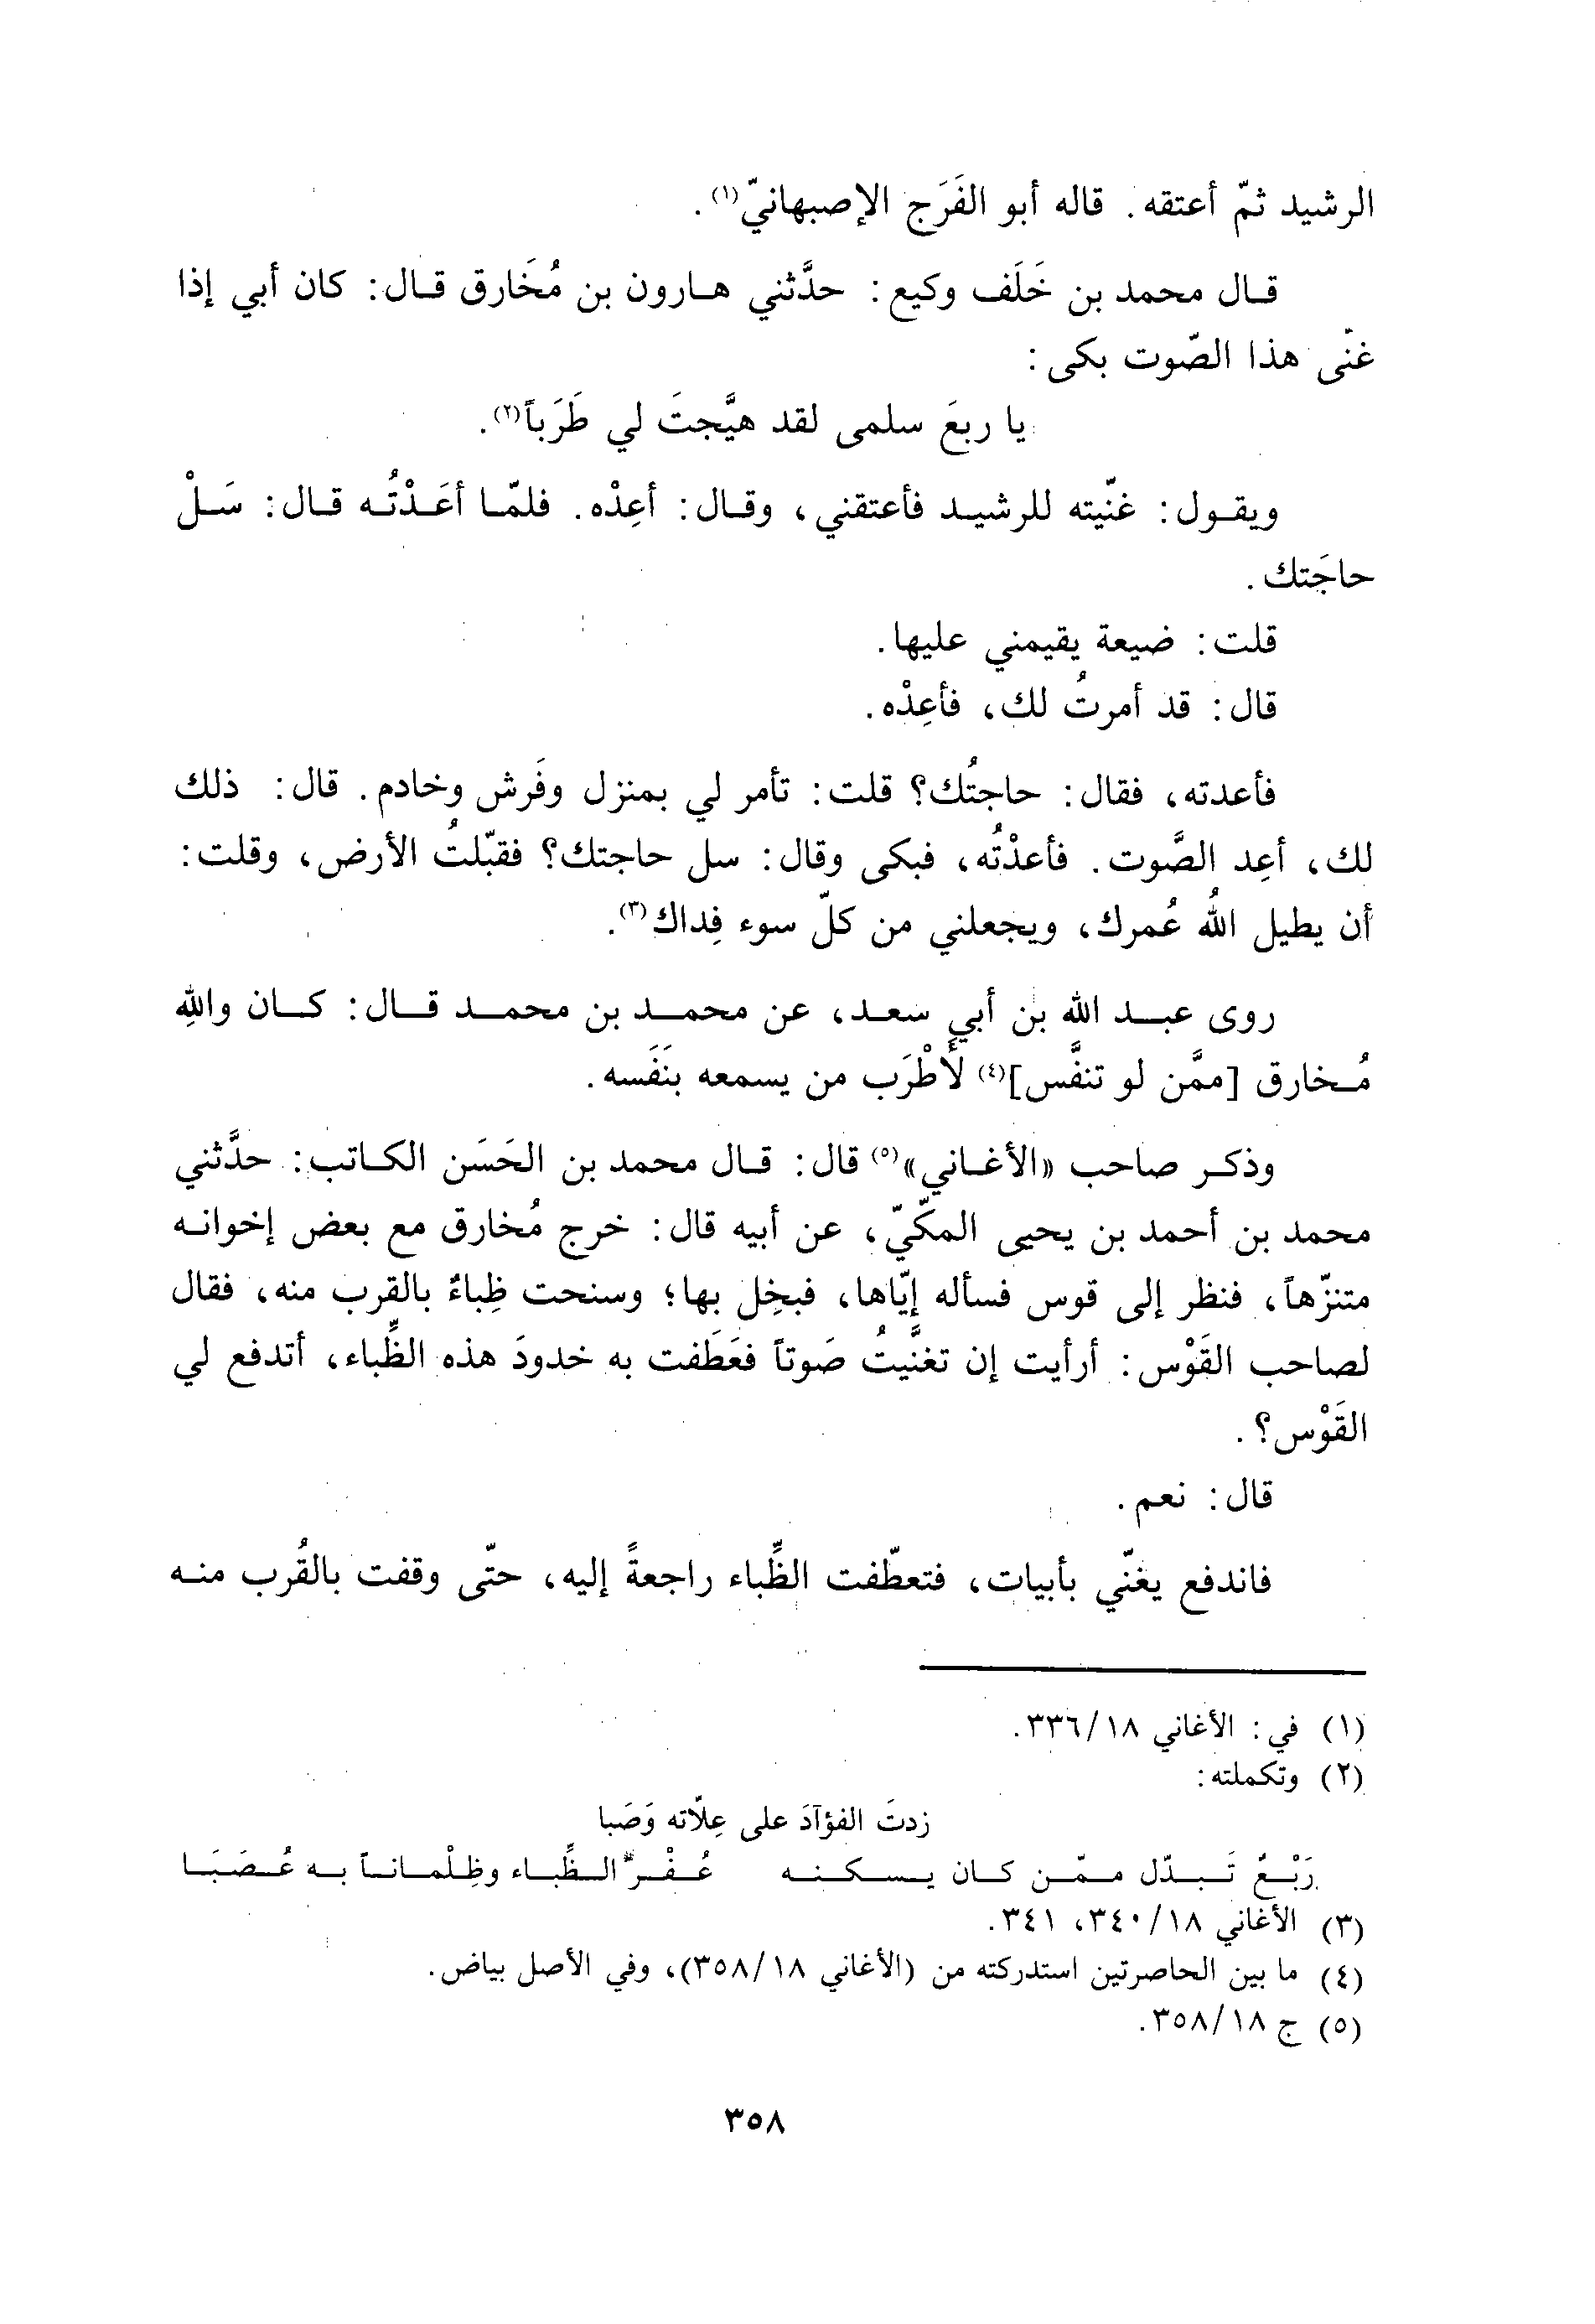 الرشيد ثمّ أعتقه. قاله أبو الفَرَج الإصبهانيّ(١).
قال محمد بن خَلَف وكيع: حدَّثني هارون بن مُخَارق قال: كان أبي إذا
غنّى هذا الصّوت بكى:
يا ربعَ سلمى لقد هيَّجتَ لي طَرَباً(٢).
ويقول: غنّيته للرشيد فأعتقني، وقال: أعِدْه. فلمّا أعَدْتُه قال: سَلْ
حاجَتك.
قلت: ضيعة يقيمني عليها.
قال: قد أمرتُ لك، فأعِدْه.
فأعدته، فقال: حاجتُك؟ قلت: تأمر لي بمنزل وفَرش وخادم. قال: ذلك
لك، أعِد الصَّوت. فأعدْتُه، فبكى وقال: سل حاجتك؟ فقبّلتُ الأرض، وقلت:
أن يطيل اللهُ عُمرك، ويجعلني من كلّ سوء فِداك(٣).
روى عبد الله بن أبي سعد، عن محمد بن محمد قال: كان واللهِ
مُخارق [ممَّن لو تنفَّس](٤) لأَطْرَب من يسمعه بنَفَسه.
وذكر صاحب «الأغاني»(٥) قال: قال محمد بن الحَسَن الكاتب: حدَّثني
محمد بن أحمد بن يحيى المكّيّ، عن أبيه قال: خرج مُخارق مع بعض إخوانه
متنزّهاً، فنظر إلى قوس فسأله إيّاها، فبخِل بها؛ وسنحت ظِباءٌ بالقرب منه، فقال
لصاحب القَوْس: أرأيت إن تغنَّيتُ صَوتاً فعَطَفت به خدودَ هذه الظِّباء، أتدفع لي
القَوْس؟.
قال: نعم.
فاندفع يغنّي بأبيات، فتعطّفت الظِّباء راجعةً إليه، حتّى وقفت بالقُرب منه
(١) في: الأغاني ١٨/ ٣٣٦.
(٢) وتكملته:
زدتَ الفؤآدَ على عِلّاته وَصَبا
رَبْعٌ تَبدّل ممّن كان يسكنه عُفْرُ الظِّباء وظِلْماناً به عُصَبَا
(٣) الأغاني ١٨/ ٣٤٠، ٣٤١.
(٤) ما بين الحاصرتين استدركته من (الأغاني ١٨/ ٣٥٨)، وفي الأصل بياض.
(٥) ج ١٨/ ٣٥٨.
٣٥٨